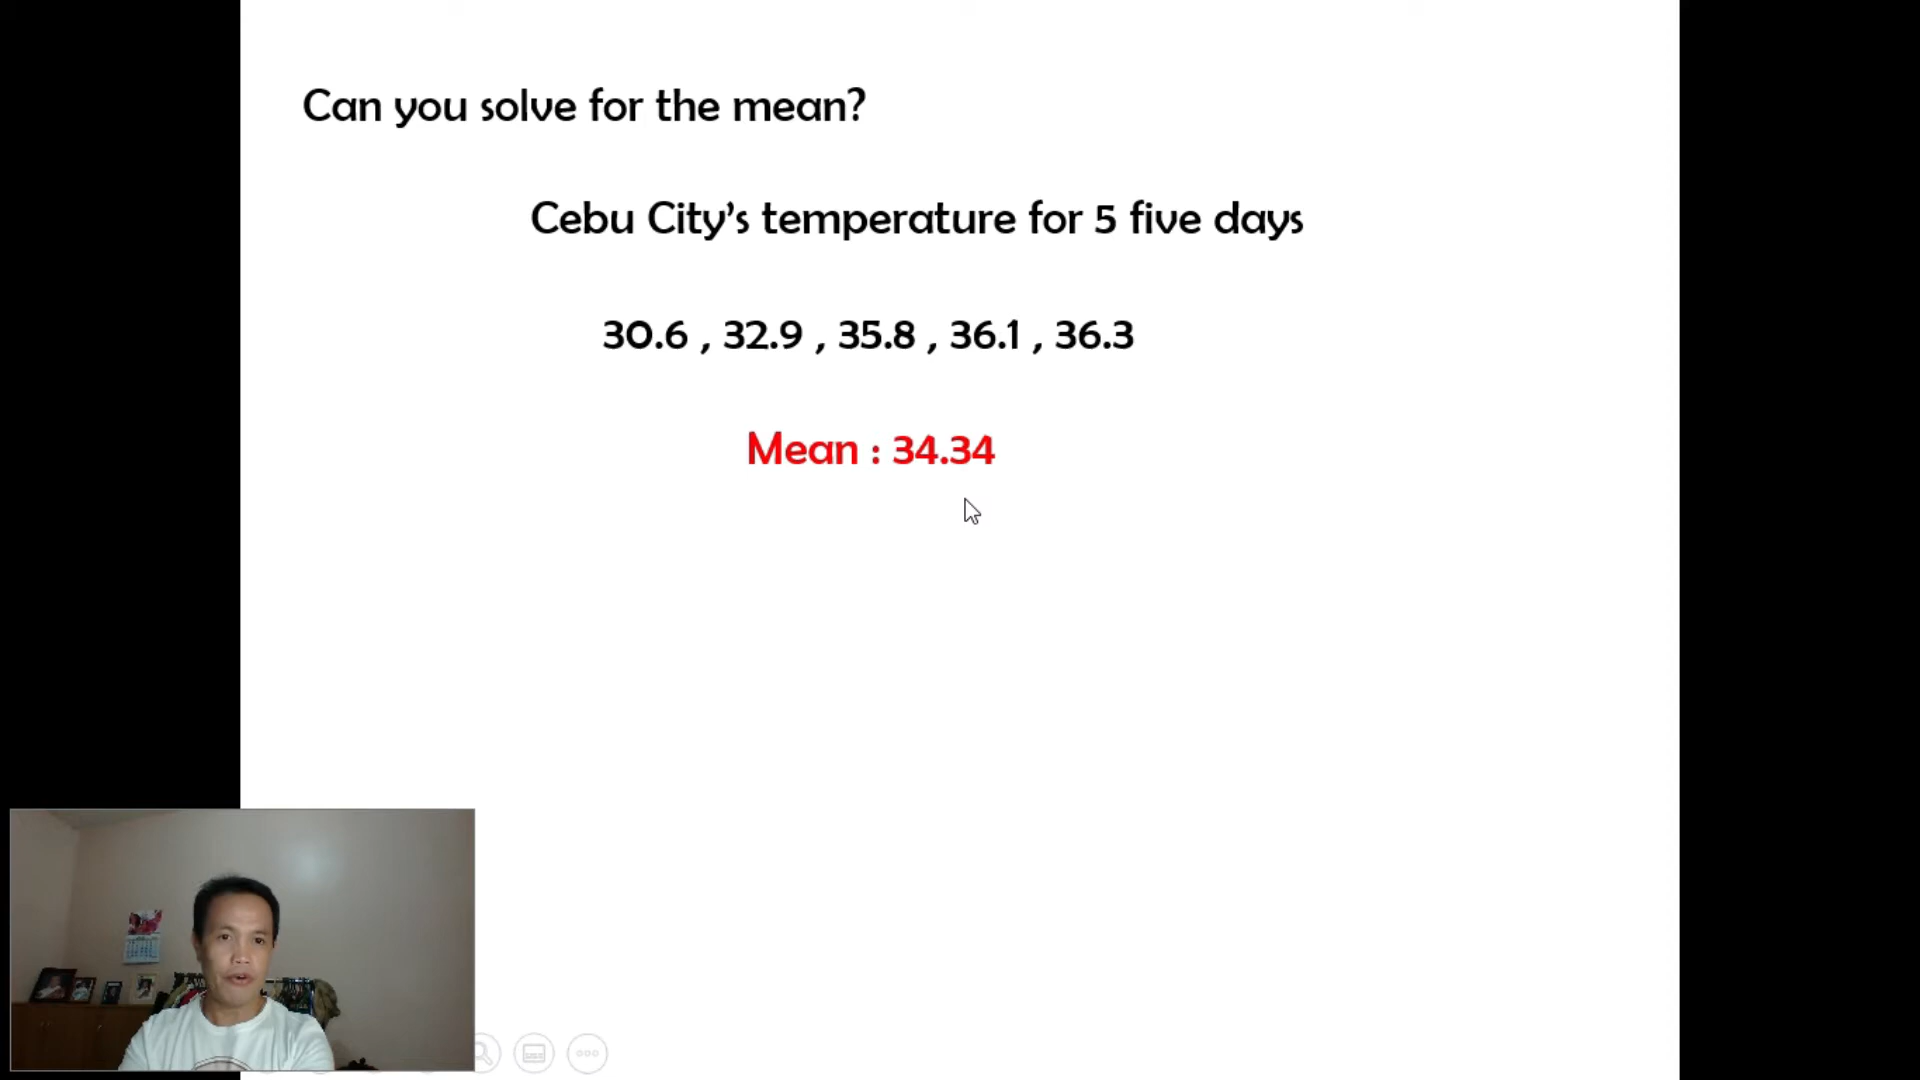 Can you solve for the mean?
Cebu City's temperature for 5 five days
30.6 , 32.9 , 35.8 , 36.1 , 36.3
Mean : 34.34